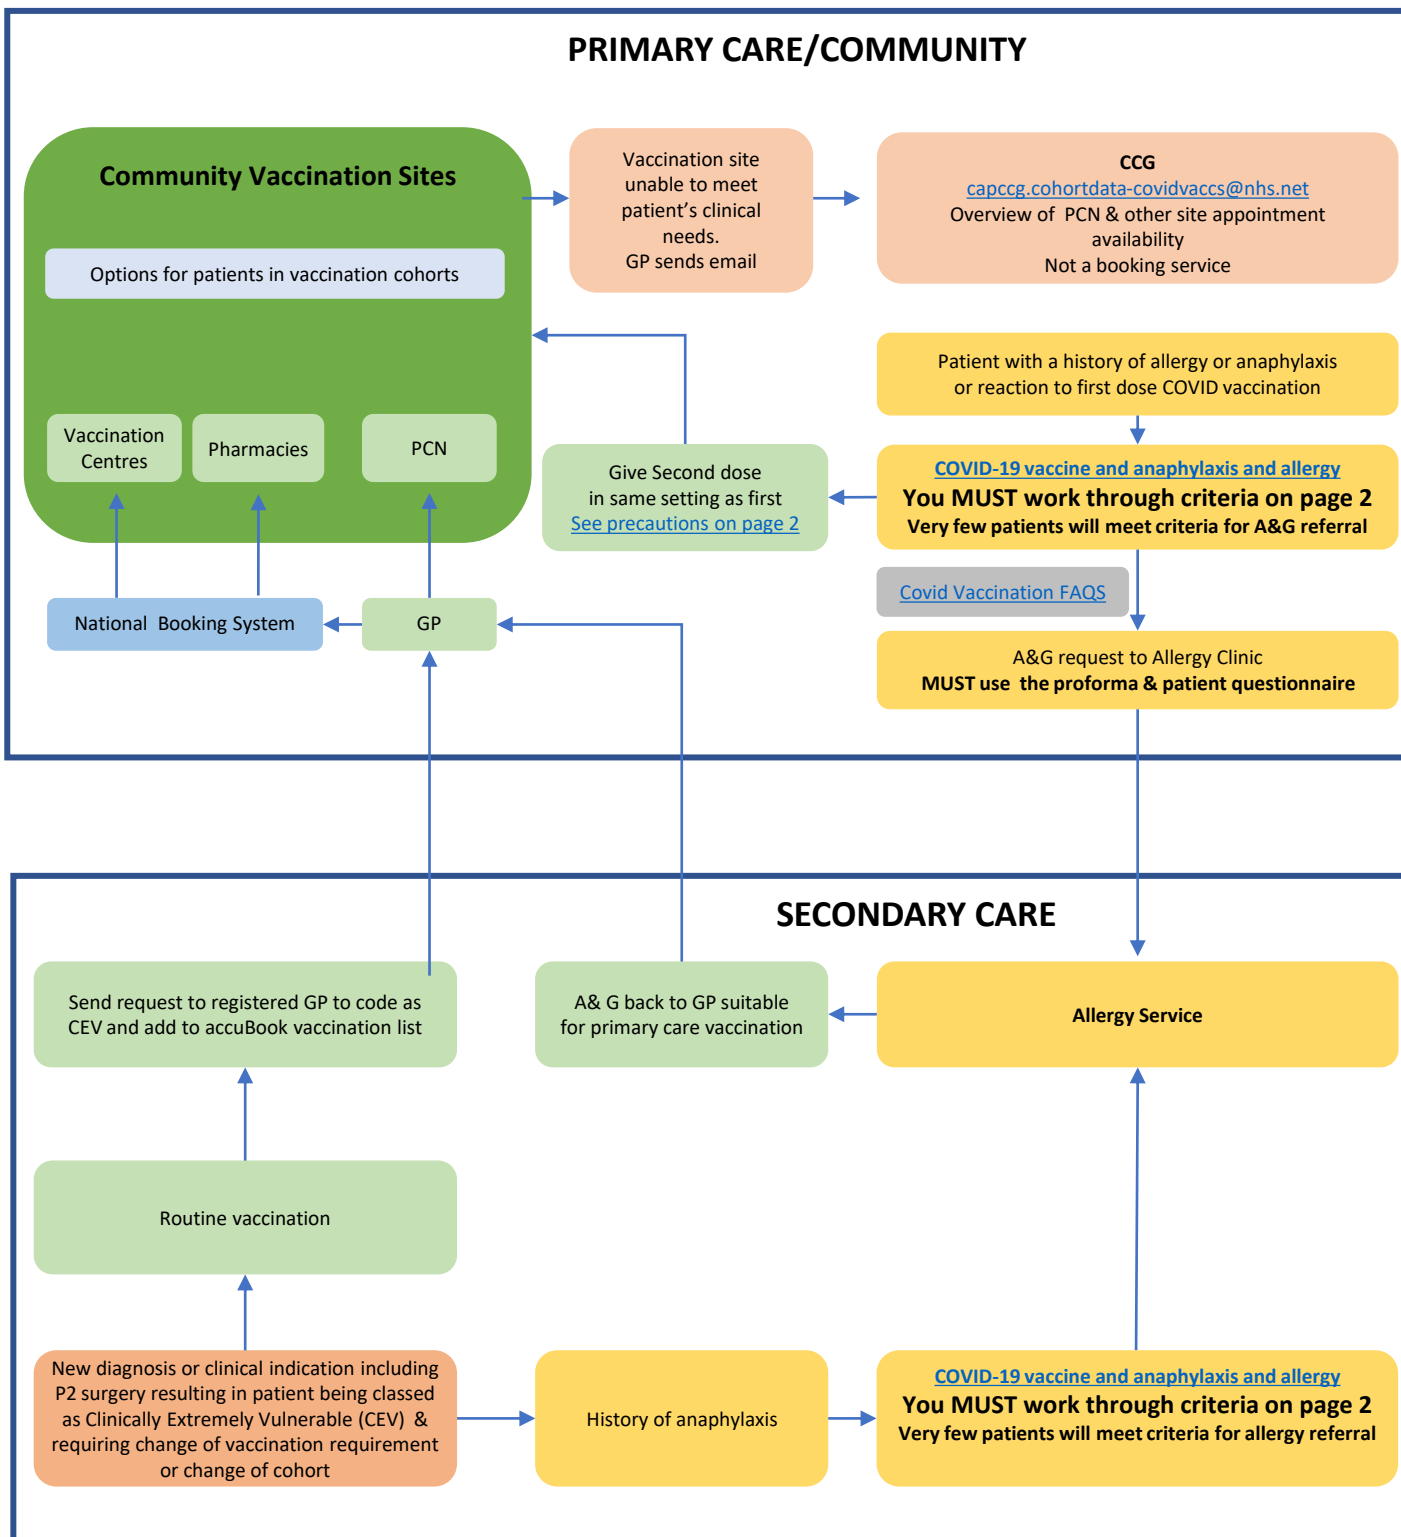 PRIMARY CARE/COMMUNITY
Community Vaccination Sites
Options for patients in vaccination cohorts
Vaccination
Centres
Pharmacies
PCN
Vaccination site
unable to meet
patient’s clinical
needs.
GP sends email
CCG
capccg.cohortdata-covidvaccs@nhs.net
Overview of PCN & other site appointment
availability
Not a booking service
Patient with a history of allergy or anaphylaxis
or reaction to first dose COVID vaccination
COVID-19 vaccine and anaphylaxis and allergy
You MUST work through criteria on page 2
Very few patients will meet criteria for A&G referral
Give Second dose
in same setting as first
See precautions on page 2
Covid Vaccination FAQS
National Booking System
GP
A&G request to Allergy Clinic
MUST use the proforma & patient questionnaire
SECONDARY CARE
Send request to registered GP to code as
CEV and add to accuBook vaccination list
A& G back to GP suitable
for primary care vaccination
Allergy Service
Routine vaccination
New diagnosis or clinical indication including
P2 surgery resulting in patient being classed
as Clinically Extremely Vulnerable (CEV) &
requiring change of vaccination requirement
or change of cohort
History of anaphylaxis
COVID-19 vaccine and anaphylaxis and allergy
You MUST work through criteria on page 2
Very few patients will meet criteria for allergy referral